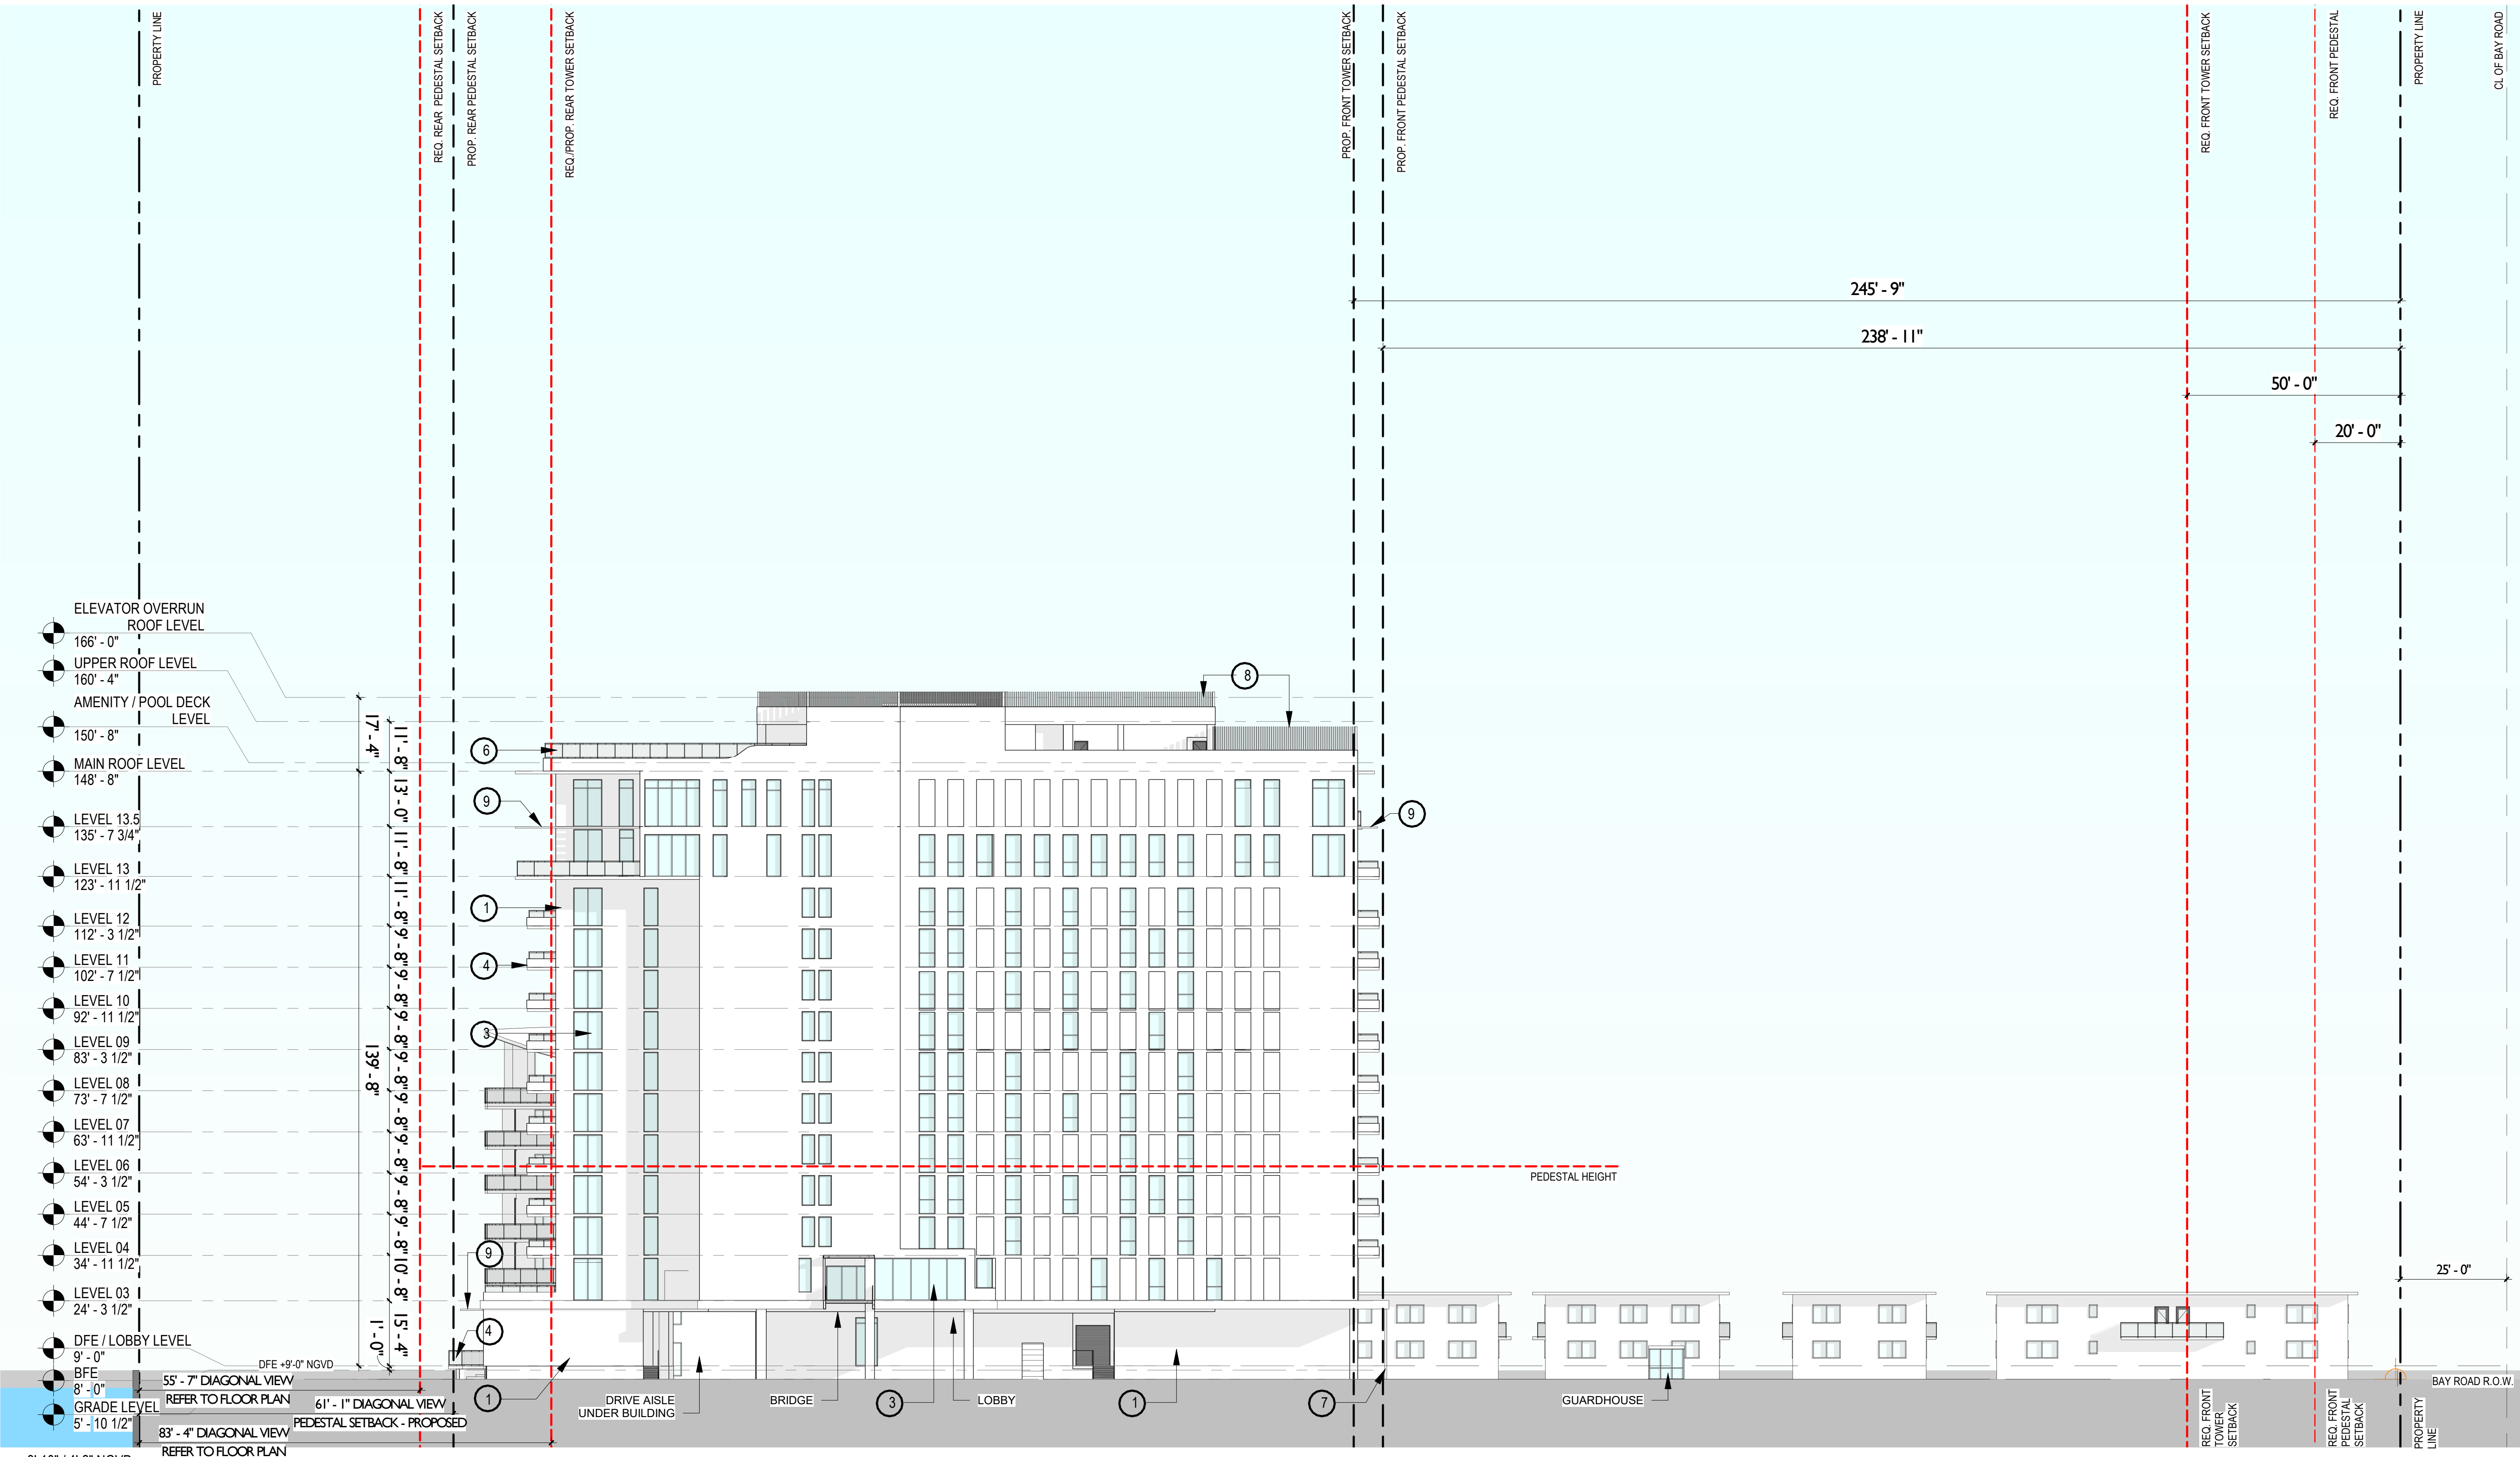 PROPERTY LINE
REQ. REAR PEDESTAL SETBACK
PROP. REAR PEDESTAL SETBACK
REQ./PROP. REAR TOWER SETBACK
PROP. FRONT TOWER SETBACK
PROP. FRONT PEDESTAL SETBACK
REQ. FRONT TOWER SETBACK
REQ. FRONT PEDESTAL
PROPERTY LINE
CL OF BAY ROAD
245' - 9"
238' - 11"
50' - 0"
20' - 0"
ELEVATOR OVERRUN
ROOF LEVEL
166' - 0"
UPPER ROOF LEVEL
160' - 4"
AMENITY / POOL DECK
LEVEL
150' - 8"
MAIN ROOF LEVEL
148' - 8"
LEVEL 13.5
135' - 7 3/4"
LEVEL 13
123' - 11 1/2"
LEVEL 12
112' - 3 1/2"
LEVEL 11
102' - 7 1/2"
LEVEL 10
92' - 11 1/2"
LEVEL 09
83' - 3 1/2"
LEVEL 08
73' - 7 1/2"
LEVEL 07
63' - 11 1/2"
LEVEL 06
54' - 3 1/2"
LEVEL 05
44' - 7 1/2"
LEVEL 04
34' - 11 1/2"
LEVEL 03
24' - 3 1/2"
DFE / LOBBY LEVEL
9' - 0"
BFE
8' - 0"
GRADE LEVEL
5' - 10 1/2"
17' - 4"
139' - 8"
1' - 0"
11' - 8"
13' - 0"
11' - 8"
11' - 8"
9' - 8"
9' - 8"
9' - 8"
9' - 8"
9' - 8"
9' - 8"
9' - 8"
9' - 8"
10' - 8"
15' - 4"
6
9
1
4
3
9
4
1
8
9
PEDESTAL HEIGHT
25' - 0"
DFE +9'-0" NGVD
55' - 7" DIAGONAL VIEW
REFER TO FLOOR PLAN
61' - 1" DIAGONAL VIEW
PEDESTAL SETBACK - PROPOSED
83' - 4" DIAGONAL VIEW
REFER TO FLOOR PLAN
DRIVE AISLE
UNDER BUILDING
BRIDGE
3
LOBBY
1
7
GUARDHOUSE
BAY ROAD R.O.W.
REQ. FRONT
TOWER
SETBACK
REQ. FRONT
PEDESTAL
SETBACK
PROPERTY
LINE